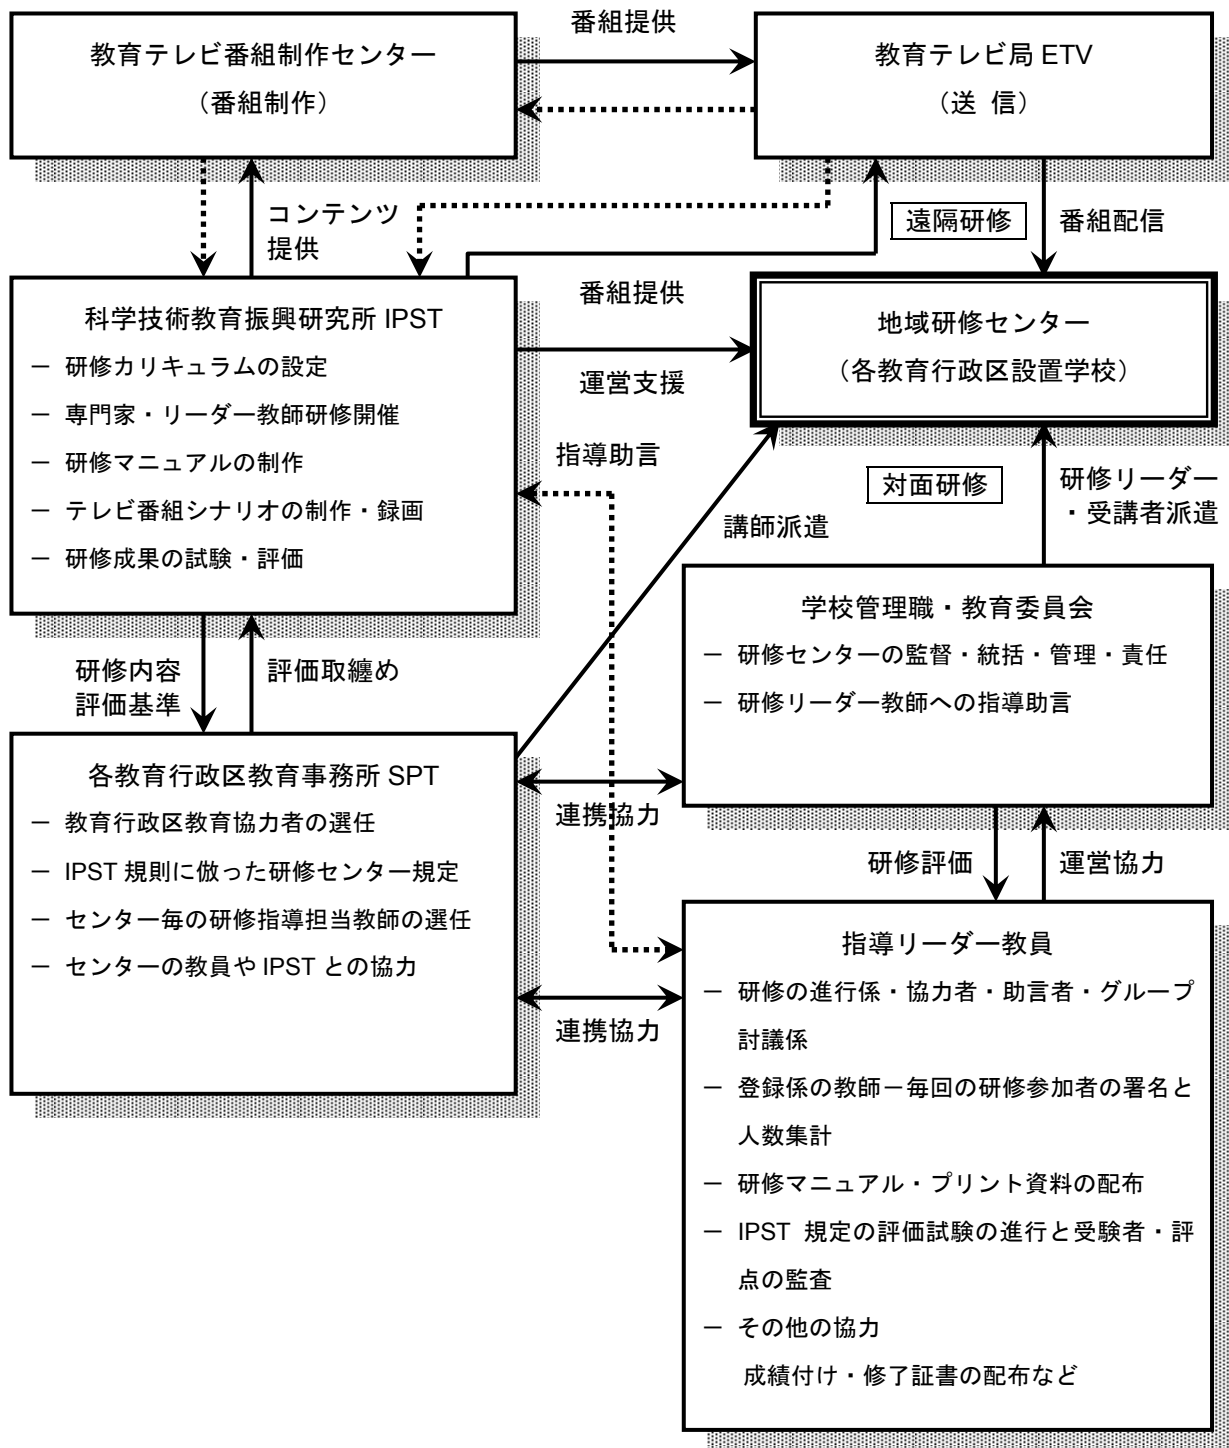 番組提供
教育テレビ番組制作センター
（番組制作）
教育テレビ局 ETV
（送 信）
コンテンツ
提供
遠隔研修
番組配信
科学技術教育振興研究所 IPST
－ 研修カリキュラムの設定
－ 専門家・リーダー教師研修開催
－ 研修マニュアルの制作
－ テレビ番組シナリオの制作・録画
－ 研修成果の試験・評価
番組提供
運営支援
地域研修センター
（各教育行政区設置学校）
指導助言
対面研修
研修リーダー
・受講者派遣
講師派遣
学校管理職・教育委員会
－ 研修センターの監督・統括・管理・責任
－ 研修リーダー教師への指導助言
研修内容
評価基準
評価取纏め
各教育行政区教育事務所 SPT
－ 教育行政区教育協力者の選任
－ IPST 規則に倣った研修センター規定
－ センター毎の研修指導担当教師の選任
－ センターの教員や IPST との協力
連携協力
研修評価
運営協力
連携協力
指導リーダー教員
－ 研修の進行係・協力者・助言者・グループ
討議係
－ 登録係の教師－毎回の研修参加者の署名と
人数集計
－ 研修マニュアル・プリント資料の配布
－ IPST 規定の評価試験の進行と受験者・評
点の監査
－ その他の協力
成績付け・修了証書の配布など